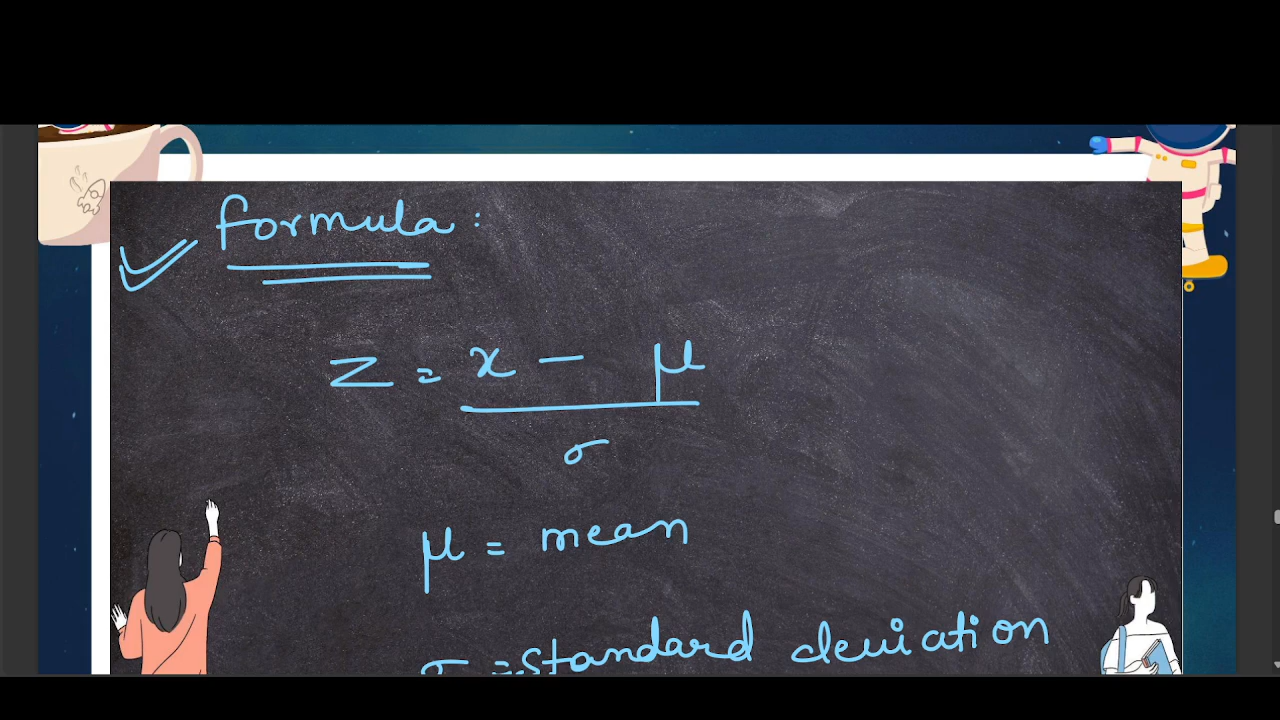 formula:
z = x - μ
σ
μ = mean
σ = standard deviation